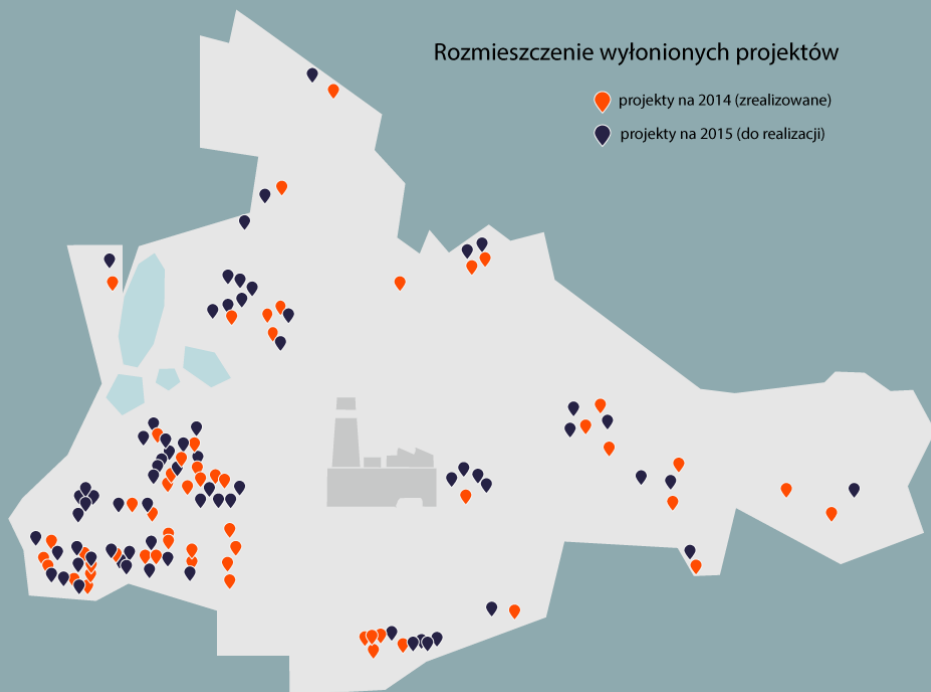 Rozmieszczenie wyłonionych projektów
projekty na 2014 (zrealizowane)
projekty na 2015 (do realizacji)